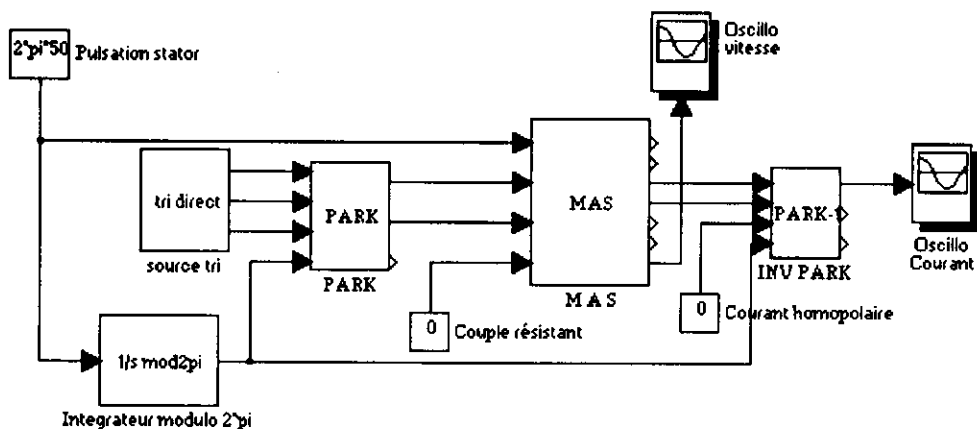 2*pi*50
Pulsation stator
Oscillo
vitesse
tri direct
source tri
PARK
PARK
MAS
MAS
PARK-1
INV PARK
Oscillo
Courant
0
Couple résistant
0
Courant homopolaire
1/s mod2pi
Integrateur modulo 2*pi